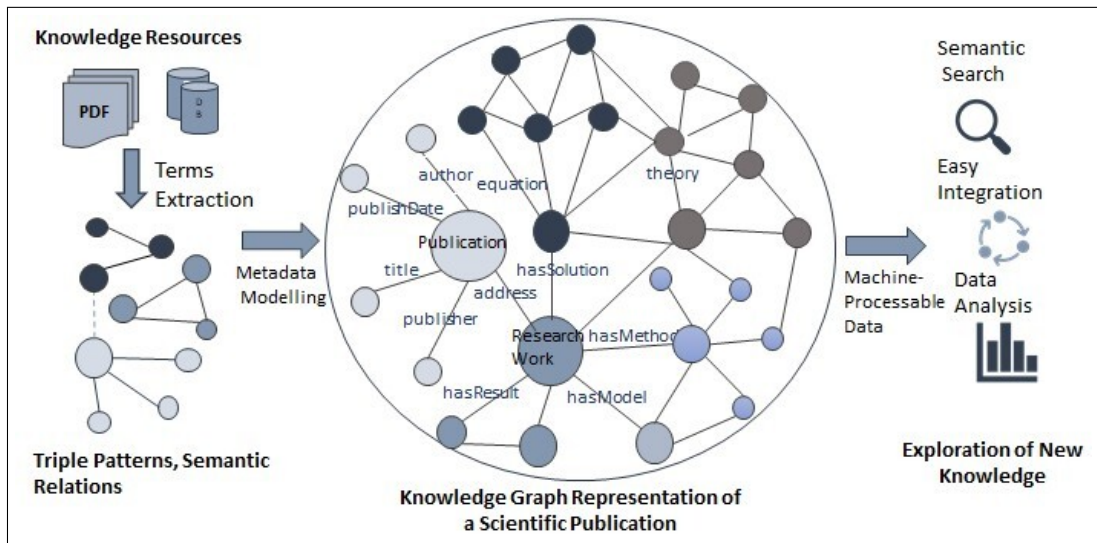 Knowledge Resources
PDF
D
B
Terms
Extraction
Triple Patterns, Semantic
Relations
Metadada
Modelling
author
equation
theory
publishDate
Publication
title
hasSolution
address
publisher
Research
Work
hasMethod
hasResult
hasModel
Knowledge Graph Representation of
a Scientific Publication
Machine-
Processable
Data
Semantic
Search
Easy
Integration
Data
Analysis
Exploration of New
Knowledge